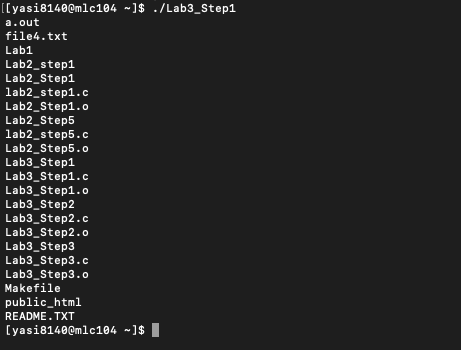 [[yasi8140@mlc104 ~]$ ./Lab3_Step1
a.out
file4.txt
Lab1
Lab2_step1
Lab2_Step1
lab2_step1.c
Lab2_Step1.o
Lab2_Step5
lab2_step5.c
Lab2_Step5.o
Lab3_Step1
Lab3_Step1.c
Lab3_Step1.o
Lab3_Step2
Lab3_Step2.c
Lab3_Step2.o
Lab3_Step3
Lab3_Step3.c
Lab3_Step3.o
Makefile
public_html
README.TXT
[yasi8140@mlc104 ~]$